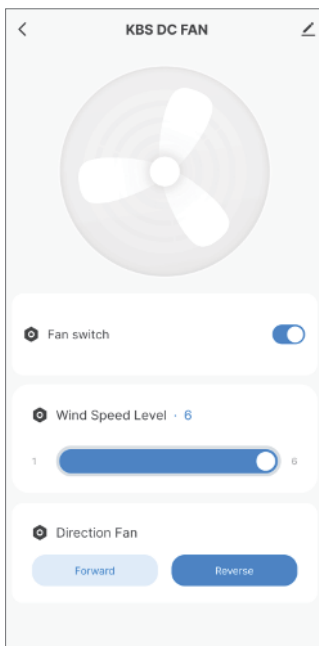 KBS DC FAN
Fan switch
Wind Speed Level · 6
1 6
Direction Fan
Forward Reverse